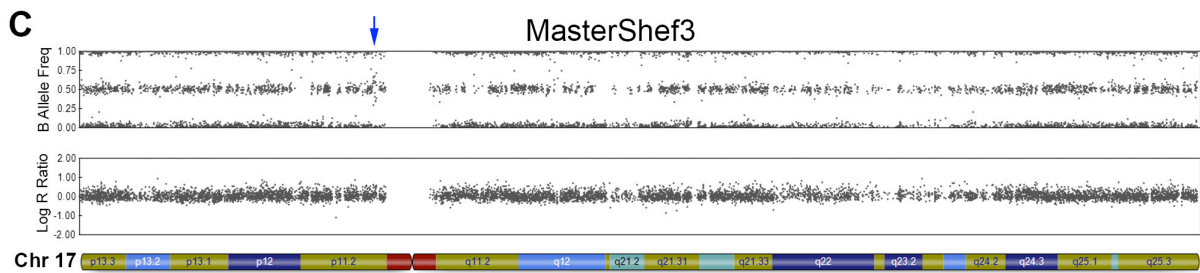 C
MasterShef3
B Allele Freq
1.00
0.75
0.50
0.25
0.00
Log R Ratio
2.00
1.00
0.00
-1.00
-2.00
Chr 17 p13.3 p13.2 p13.1 p12 p11.2 q11.2 q12 q21.2 q21.31 q21.33 q22 q23.2 q24.2 q24.3 q25.1 q25.3